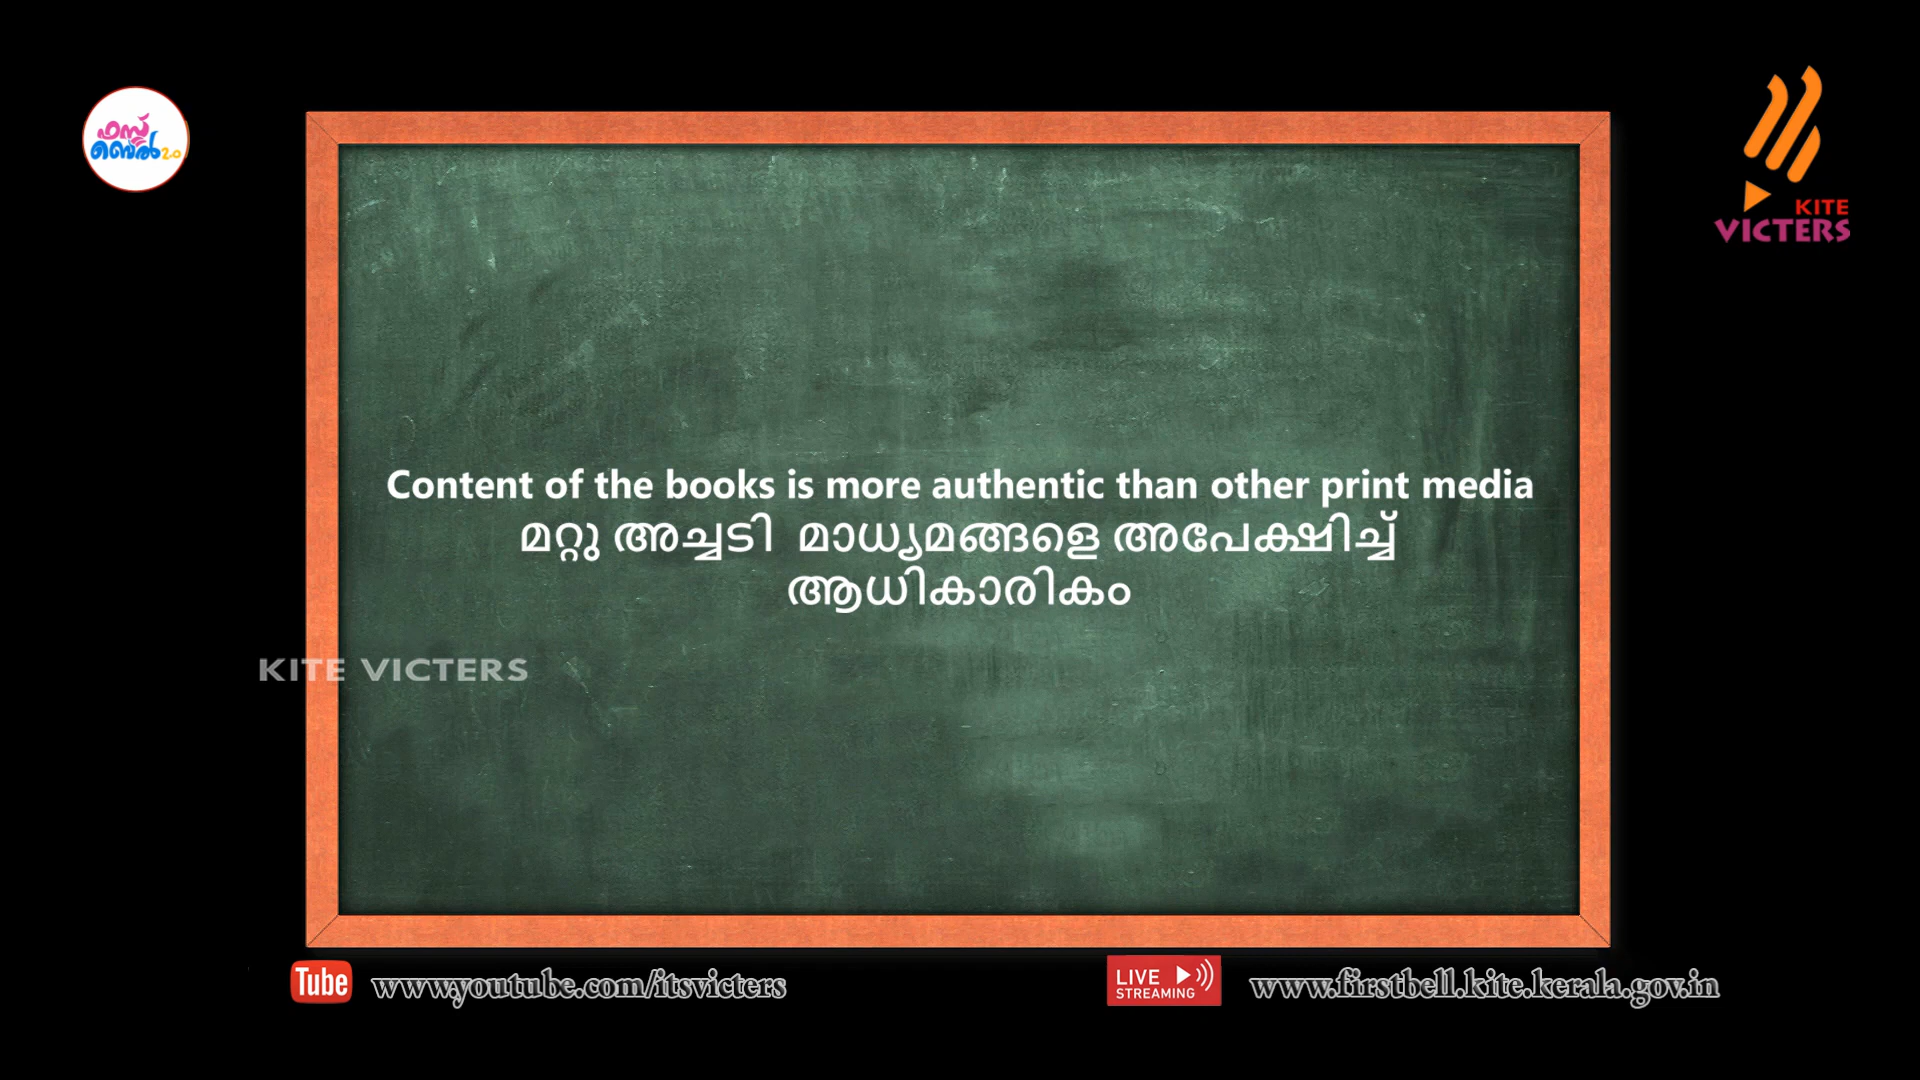 ഫസ്റ്റ്
ബെൽ 2.0
KITE
VICTERS
Content of the books is more authentic than other print media
മറ്റു അച്ചടി മാധ്യമങ്ങളെ അപേക്ഷിച്ച്
ആധികാരികം
KITE VICTERS
Tube www.youtube.com/itsvicters
LIVE
STREAMING
www.firstbell.kite.kerala.gov.in